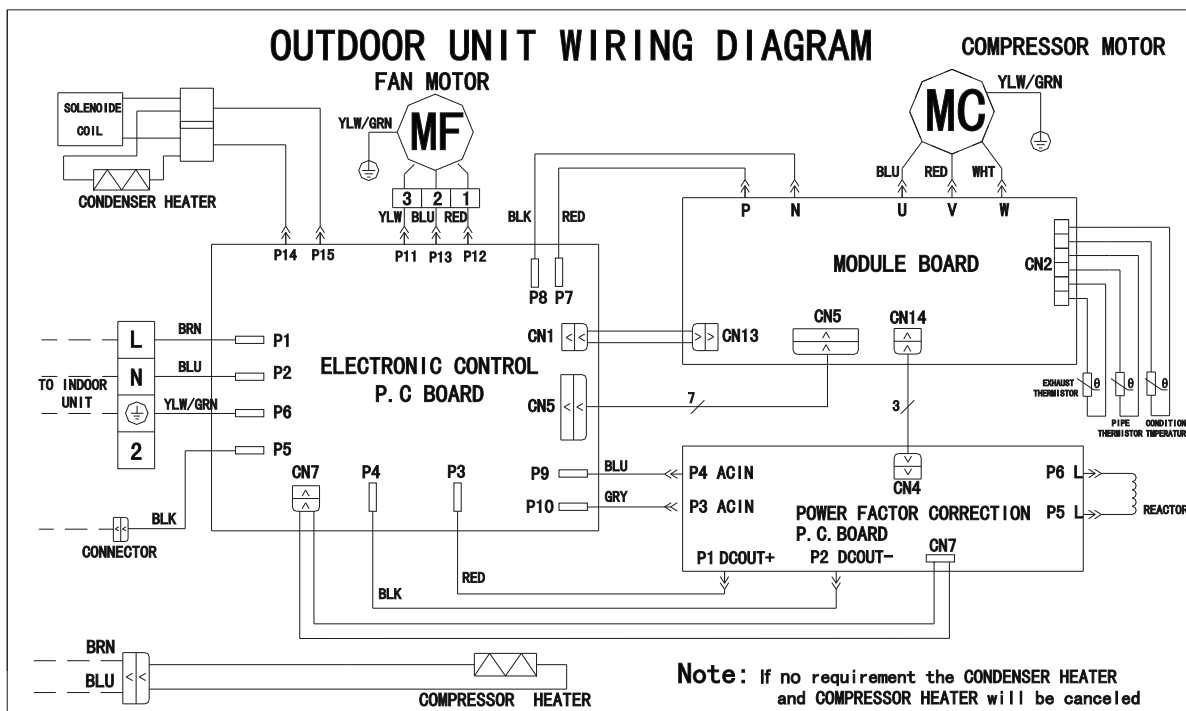 OUTDOOR UNIT WIRING DIAGRAM
COMPRESSOR MOTOR
FAN MOTOR
SOLENOIDE
COIL
CONDENSER HEATER
YLW/GRN
MF
3 2 1
YLW BLU RED
MC
YLW/GRN
BLU RED WHT
BLK
RED
P14 P15
P11 P13 P12
P8 P7
P N U V W
MODULE BOARD
CN2
CN5
CN14
CN1
CN13
L
BRN
P1
N
BLU
P2
TO INDOOR
UNIT
YLW/GRN
P6
2
P5
ELECTRONIC CONTROL
P.C BOARD
CN5
7
3
EXHAUST
THERMISTOR
PIPE
THERMISTOR
CONDITION
TMPERATUR
θ
θ
θ
BLK
CONNECTOR
CN7
P4
P3
P9
BLU
P10
GRY
P4 ACIN
P3 ACIN
CN4
P6 L
P5 L
REACTOR
POWER FACTOR CORRECTION
P.C.BOARD
P1 DCOUT+
P2 DCOUT-
CN7
RED
BLK
BRN
BLU
COMPRESSOR HEATER
Note: If no requirement the CONDENSER HEATER
and COMPRESSOR HEATER will be canceled